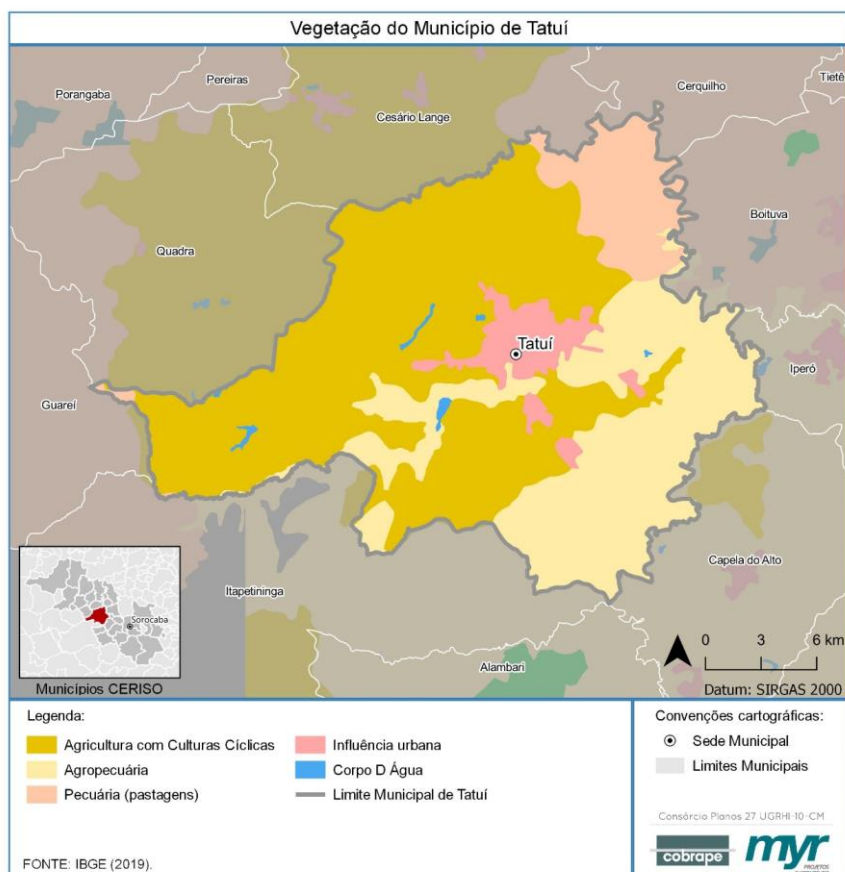 Vegetação do Município de Tatuí
Porangaba
Pereiras
Cesário Lange
Cerquilho
Tietê
Quadra
Boituva
Tatuí
Iperó
Guareí
Itapetininga
Capela do Alto
Alambari
Sorocaba
Municípios CERISO
0 3 6 km
Datum: SIRGAS 2000
Legenda:
Agricultura com Culturas Cíclicas
Agropecuária
Pecuária (pastagens)
Influência urbana
Corpo D Água
Limite Municipal de Tatuí
FONTE: IBGE (2019).
Convenções cartográficas:
Sede Municipal
Limites Municipais
Consórcio Planos 27 UGRHI-10-CM
cobrape
myr